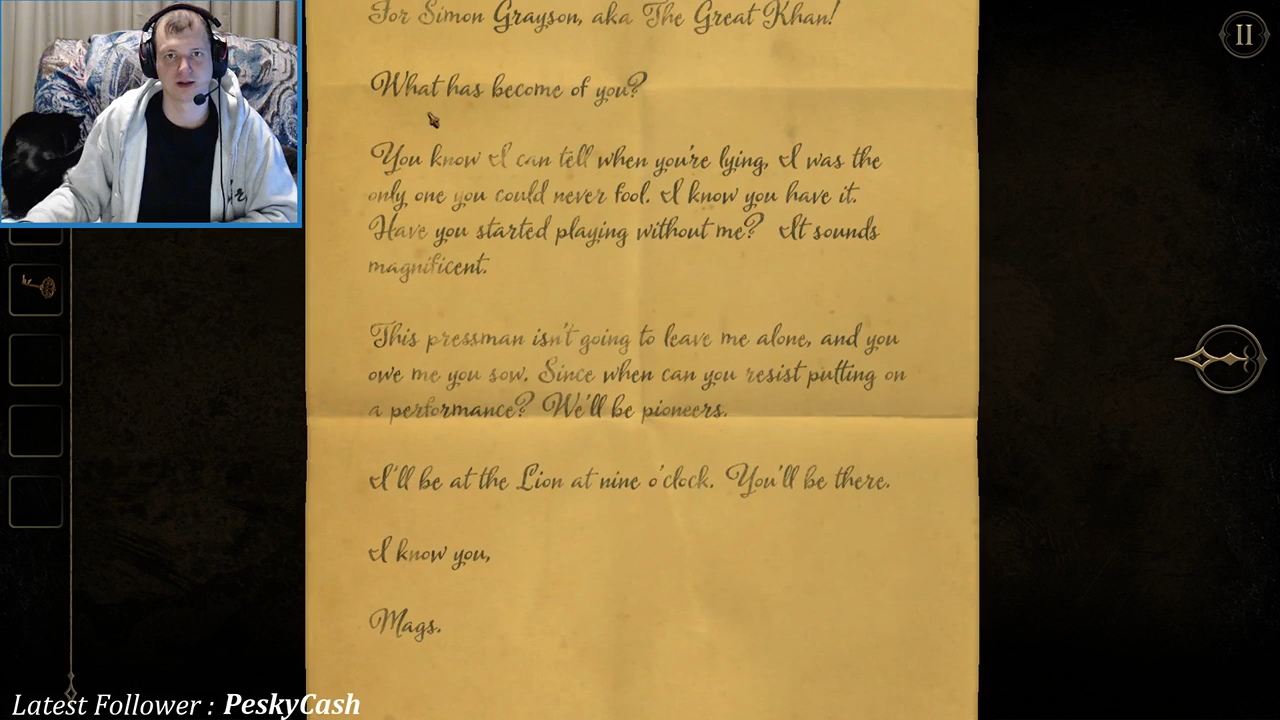 For Simon Grayson, aka The Great Khan!
What has become of you?
You know I can tell when you're lying, I was the
only one you could never fool. I know you have it.
Have you started playing without me? It sounds
magnificent.
This pressman isn't going to leave me alone, and you
owe me you sow. Since when can you resist putting on
a performance? We'll be pioneers.
I'll be at the Lion at nine o'clock. You'll be there.
I know you,
Mags.
II
Latest Follower : PeskyCash